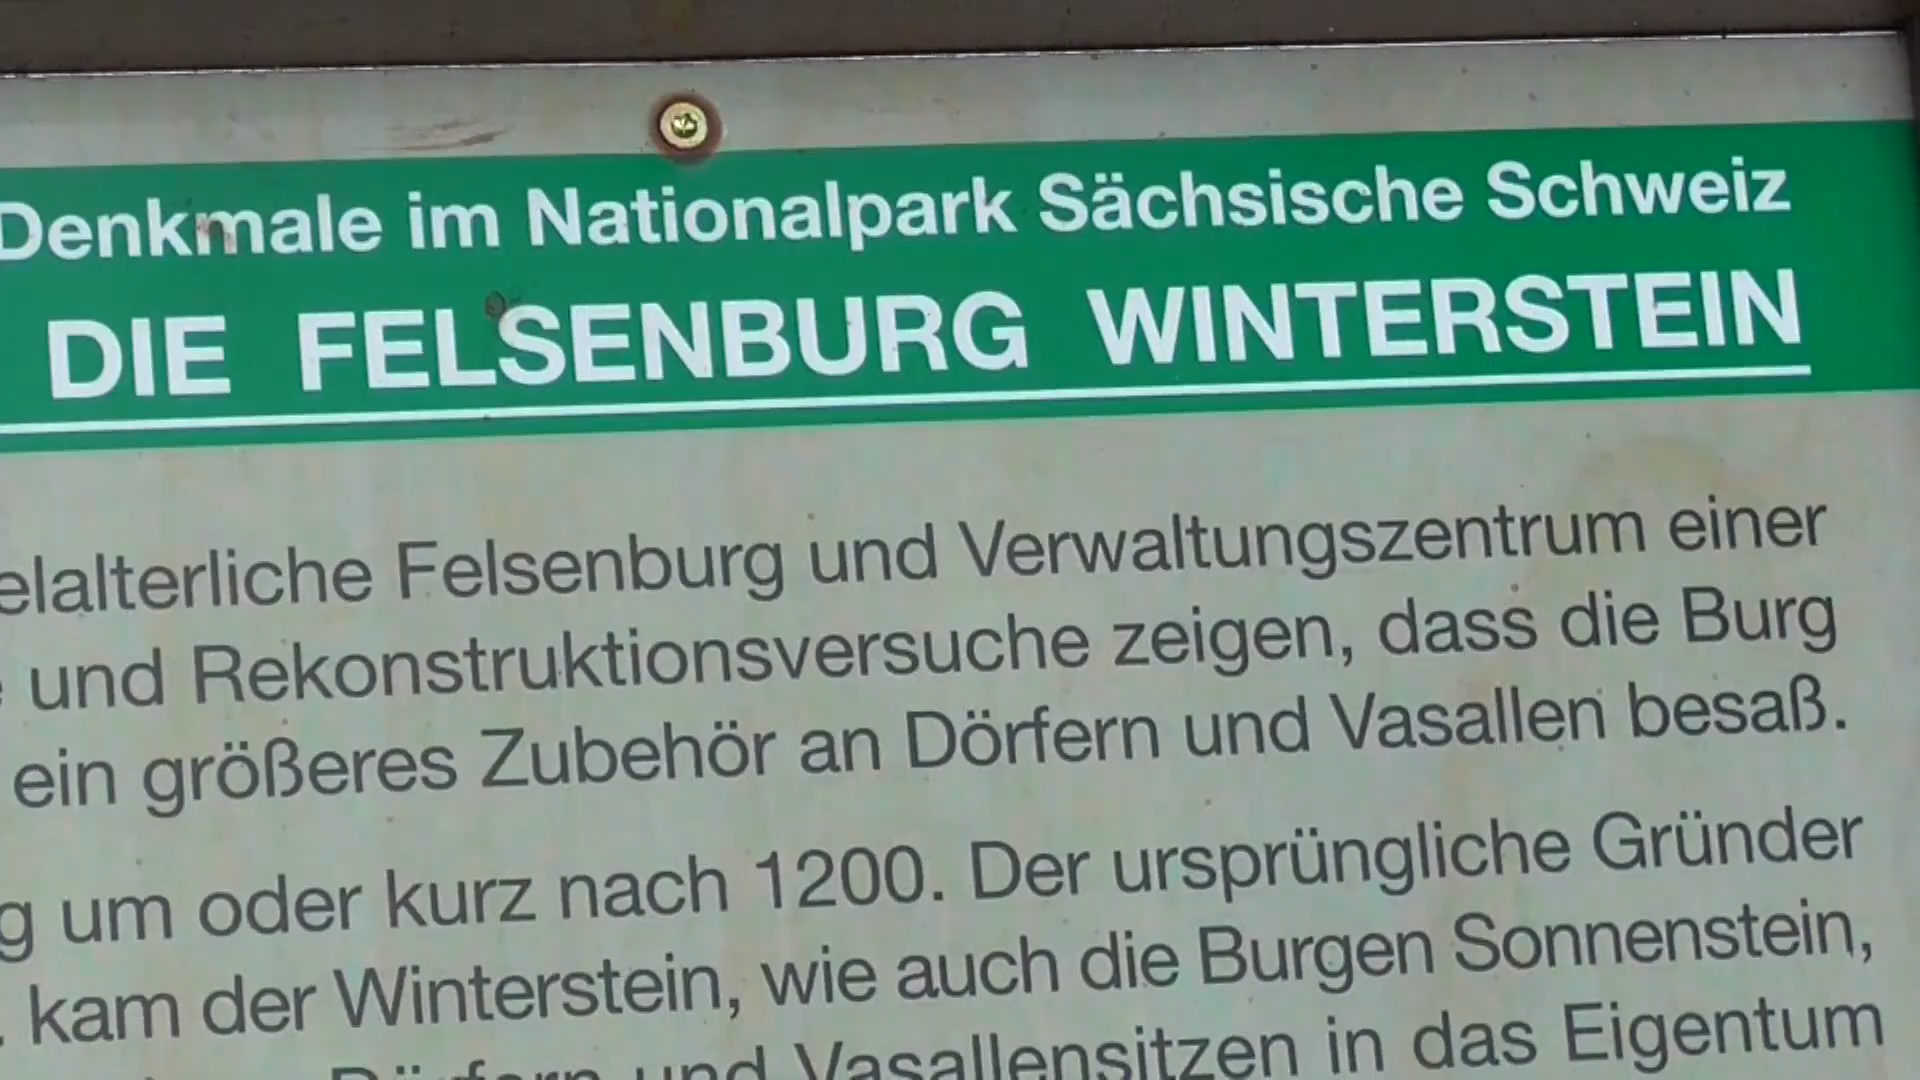 Denkmale im Nationalpark Sächsische Schweiz
DIE FELSENBURG WINTERSTEIN
elalterliche Felsenburg und Verwaltungszentrum einer
und Rekonstruktionsversuche zeigen, dass die Burg
ein größeres Zubehör an Dörfern und Vasallen besaß.
g um oder kurz nach 1200. Der ursprüngliche Gründer
. kam der Winterstein, wie auch die Burgen Sonnenstein,
Dörfern und Vasallensitzen in das Eigentum